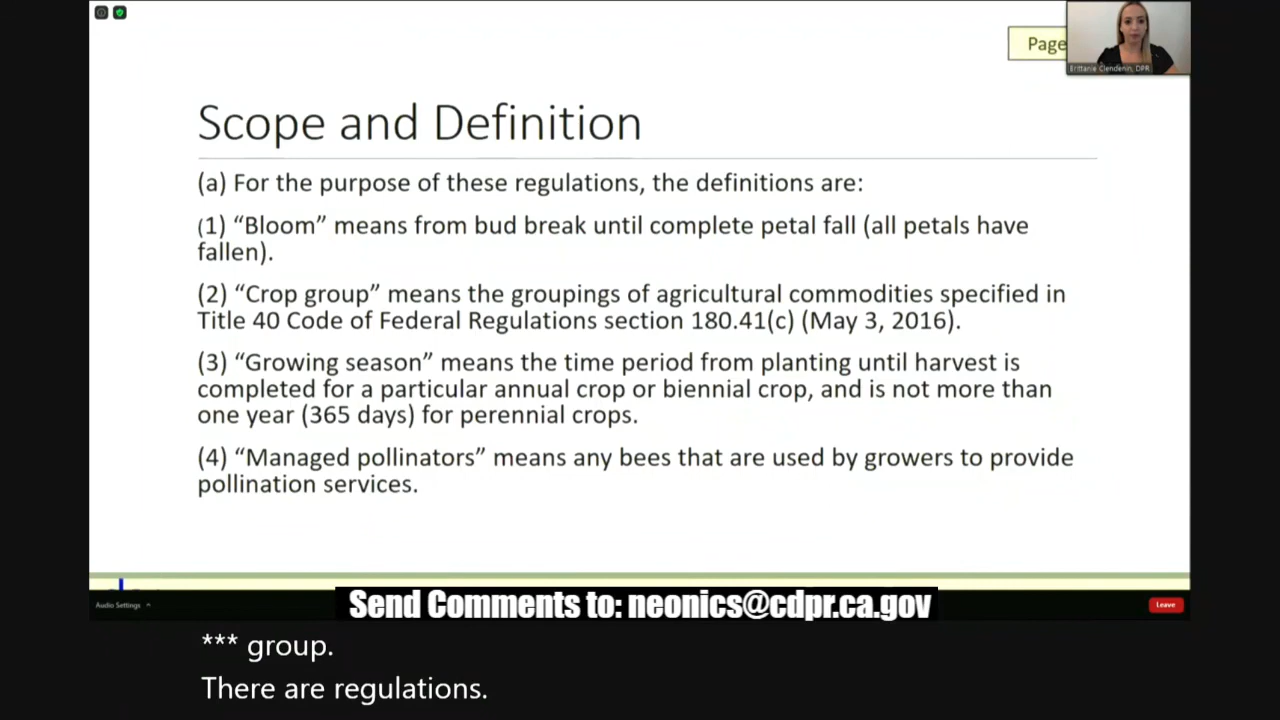 Page
Brittanie Clendenin, DPR
Scope and Definition
(a) For the purpose of these regulations, the definitions are:
(1) “Bloom” means from bud break until complete petal fall (all petals have
fallen).
(2) “Crop group” means the groupings of agricultural commodities specified in
Title 40 Code of Federal Regulations section 180.41(c) (May 3, 2016).
(3) “Growing season” means the time period from planting until harvest is
completed for a particular annual crop or biennial crop, and is not more than
one year (365 days) for perennial crops.
(4) “Managed pollinators” means any bees that are used by growers to provide
pollination services.
Audio Settings
Send Comments to: neonics@cdpr.ca.gov
Leave
*** group.
There are regulations.